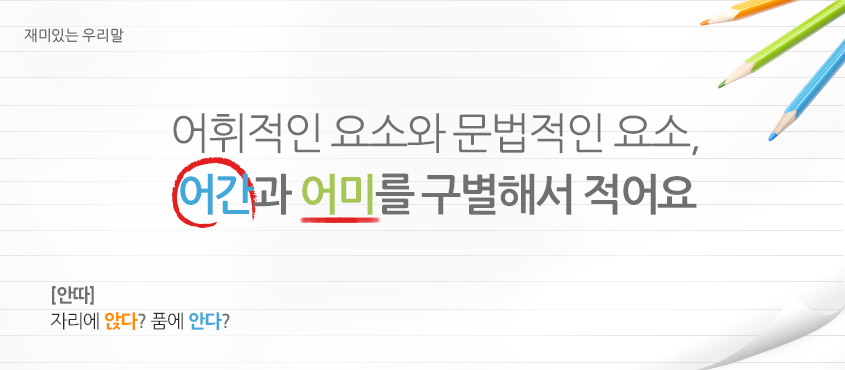 재미있는 우리말
어휘적인 요소와 문법적인 요소,
어간과 어미를 구별해서 적어요
[안따]
자리에 앉다? 품에 안다?